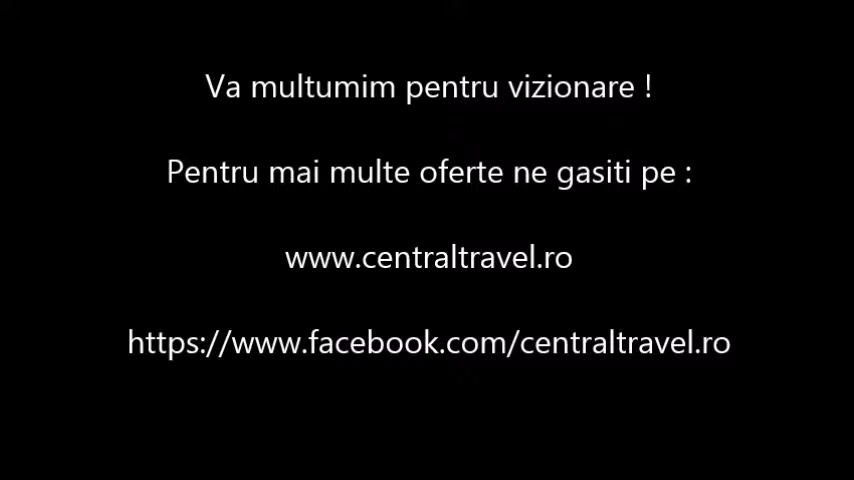 Va multumim pentru vizionare !
Pentru mai multe oferte ne gasiti pe :
www.centraltravel.ro
https://www.facebook.com/centraltravel.ro